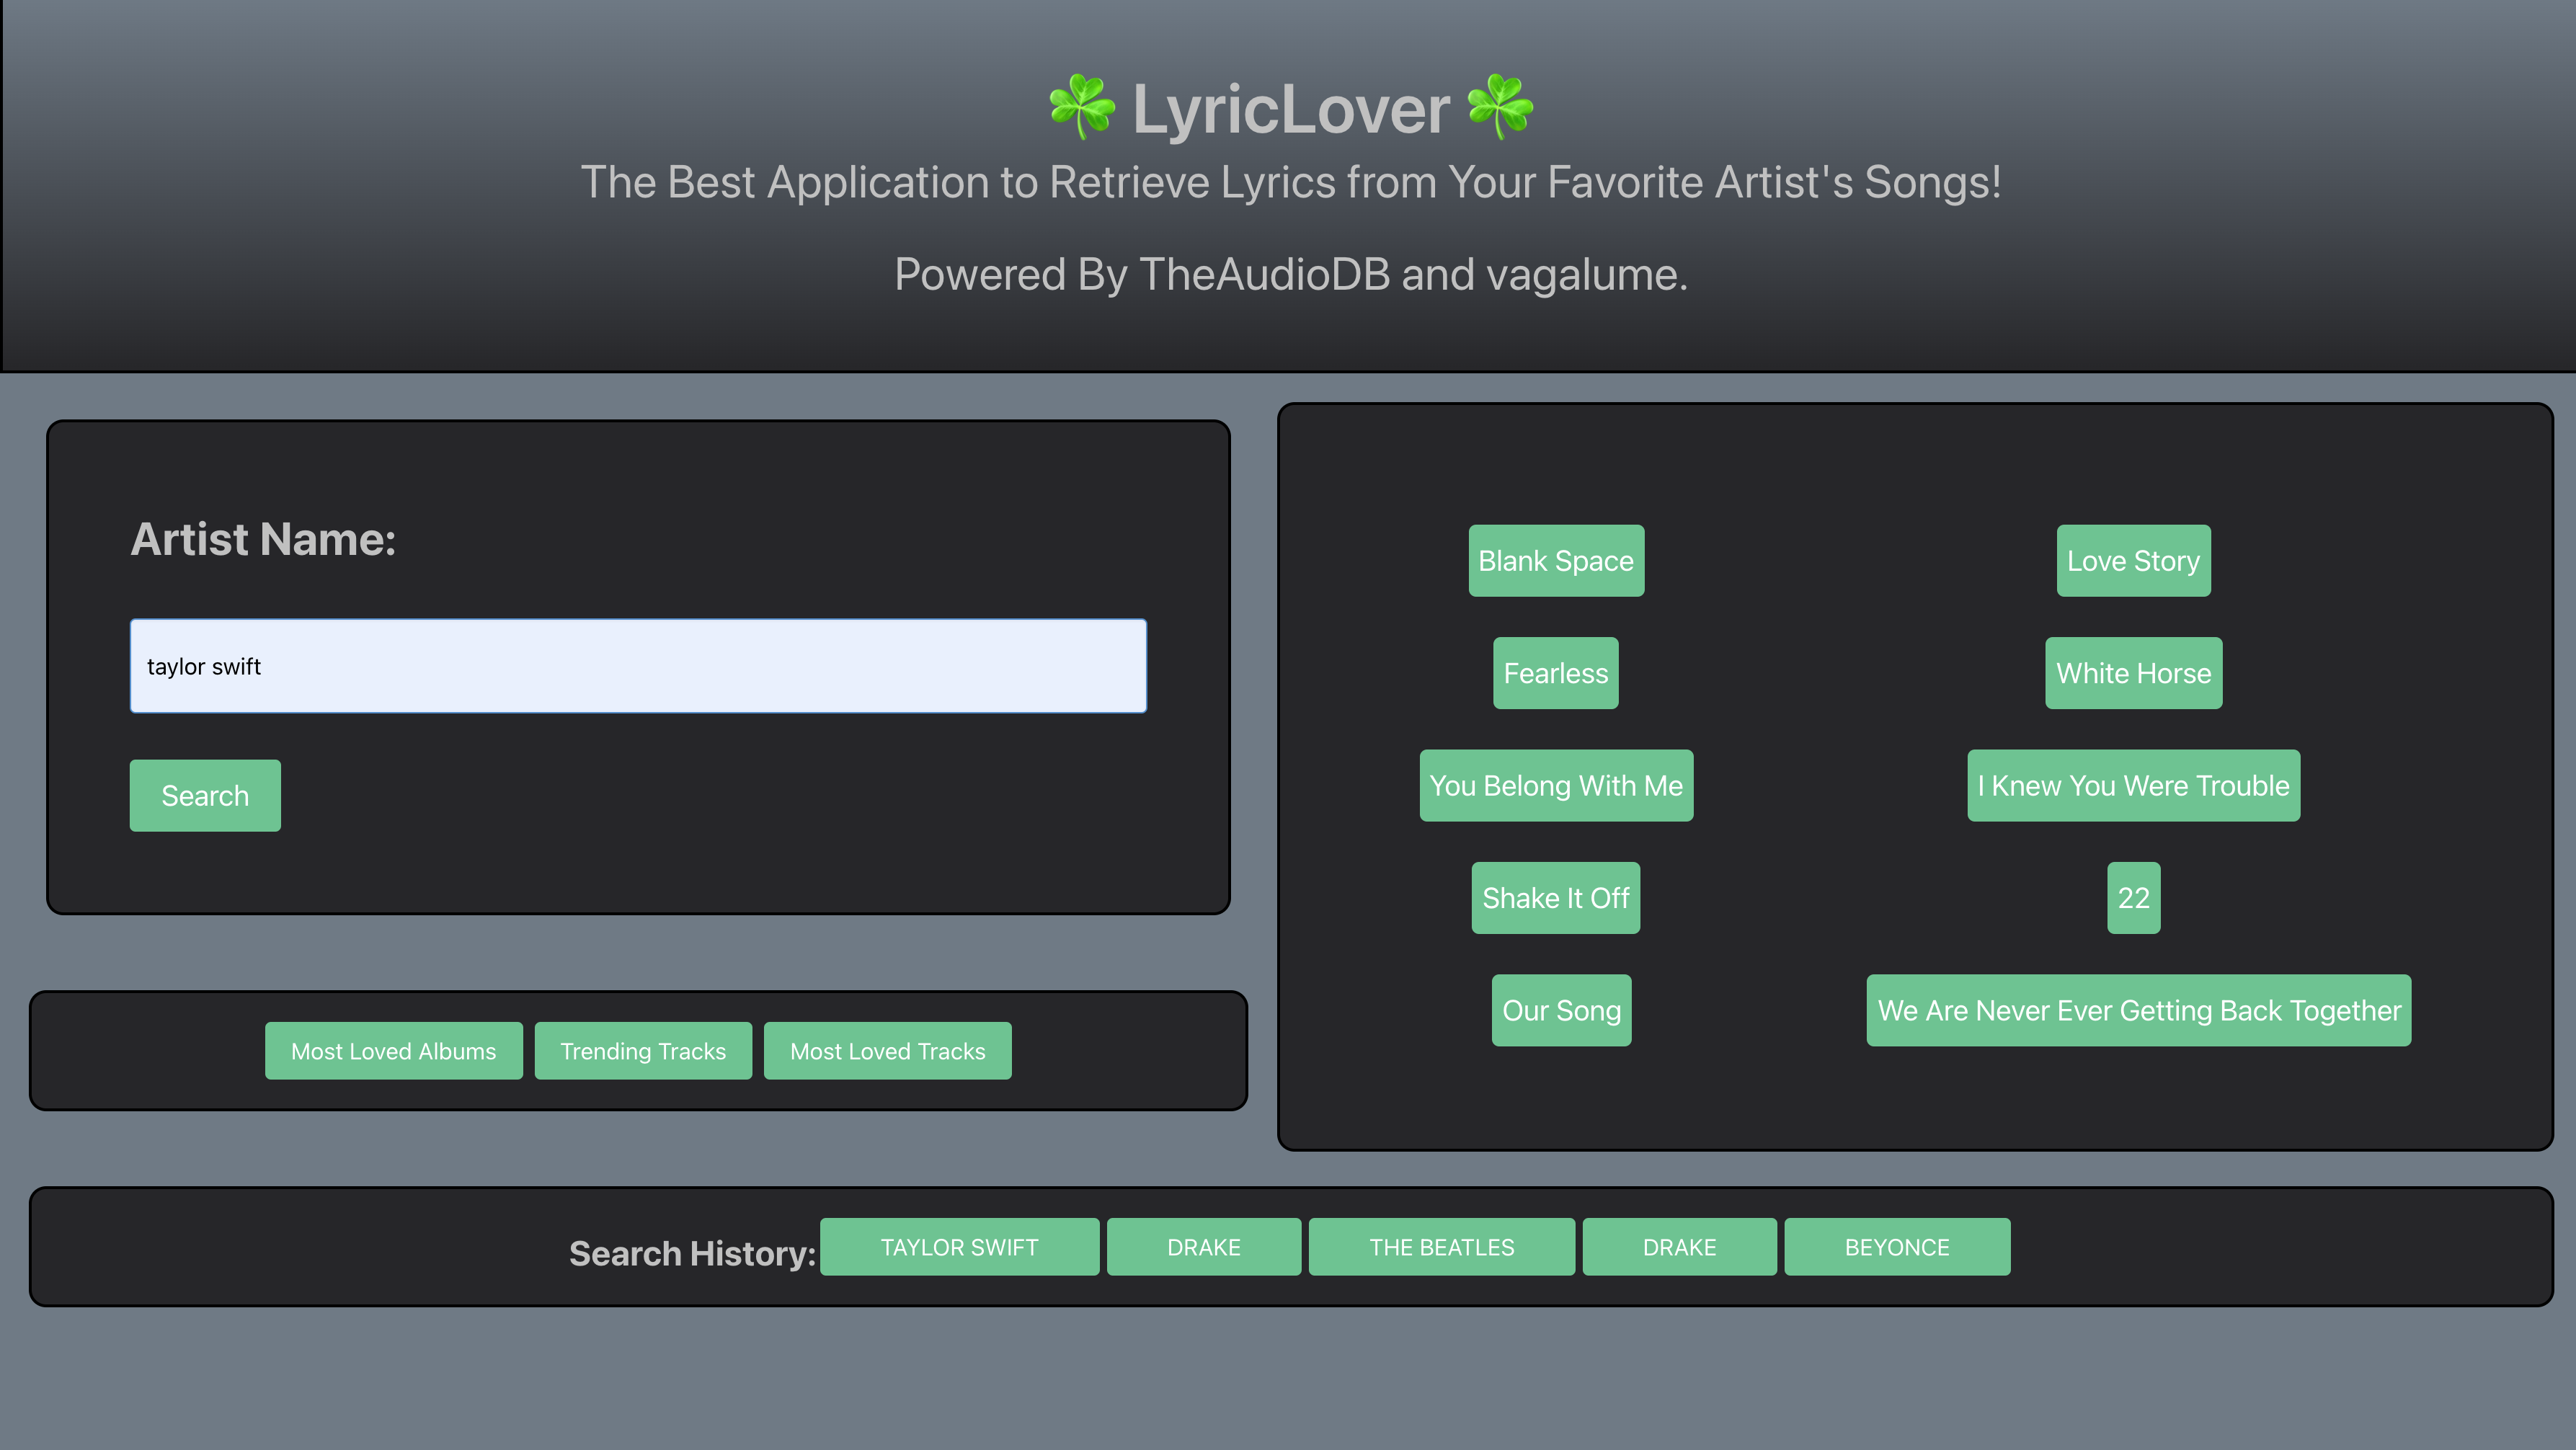 ☘️ LyricLover ☘️
The Best Application to Retrieve Lyrics from Your Favorite Artist's Songs!
Powered By TheAudioDB and vagalume.
Artist Name:
taylor swift
Search
Most Loved Albums Trending Tracks Most Loved Tracks
Blank Space Love Story
Fearless White Horse
You Belong With Me I Knew You Were Trouble
Shake It Off 22
Our Song We Are Never Ever Getting Back Together
Search History: TAYLOR SWIFT DRAKE THE BEATLES DRAKE BEYONCE